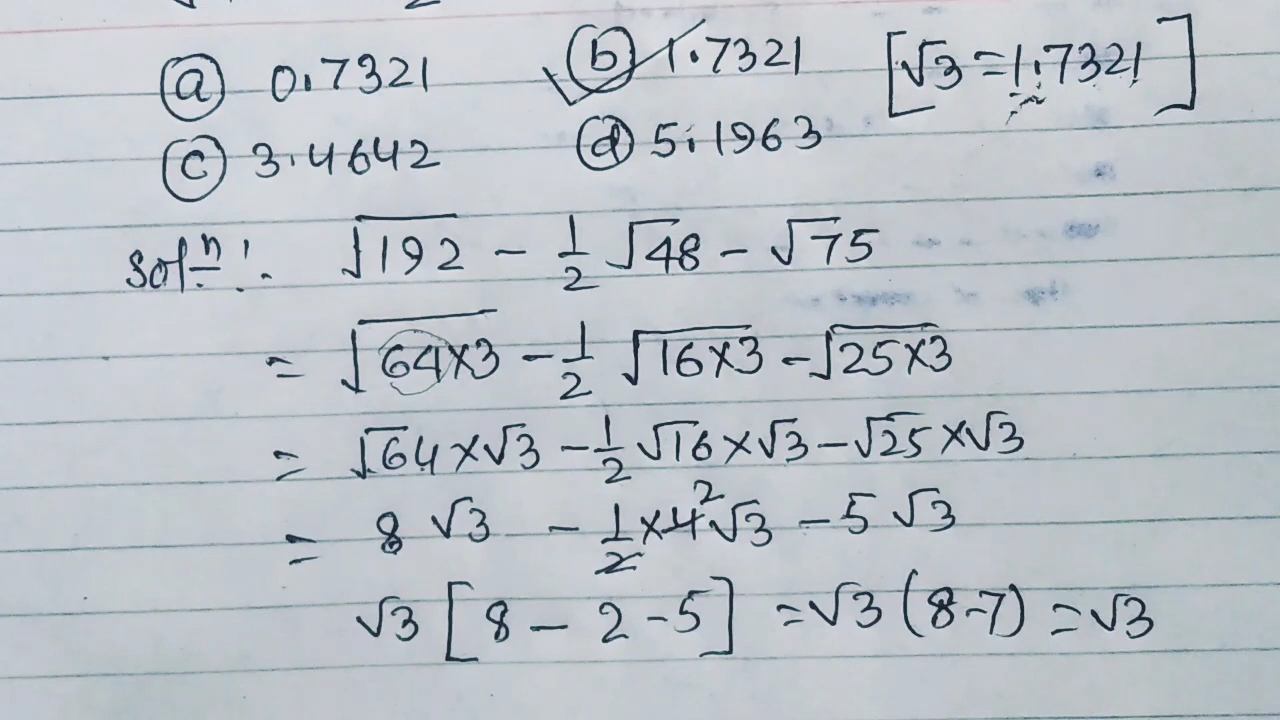 ⓐ 0.7321 ⓑ 1.7321 [√3 = 1.7321]
ⓒ 3.4642 ⓓ 5.1963
Solⁿ:- √192 - 1/2 √48 - √75
= √64×3 - 1/2 √16×3 - √25×3
= √64 × √3 - 1/2 √16 × √3 - √25 × √3
= 8 √3 - 1/2 × 4 2 √3 - 5 √3
√3 [8 - 2 - 5] = √3 (8-7) = √3